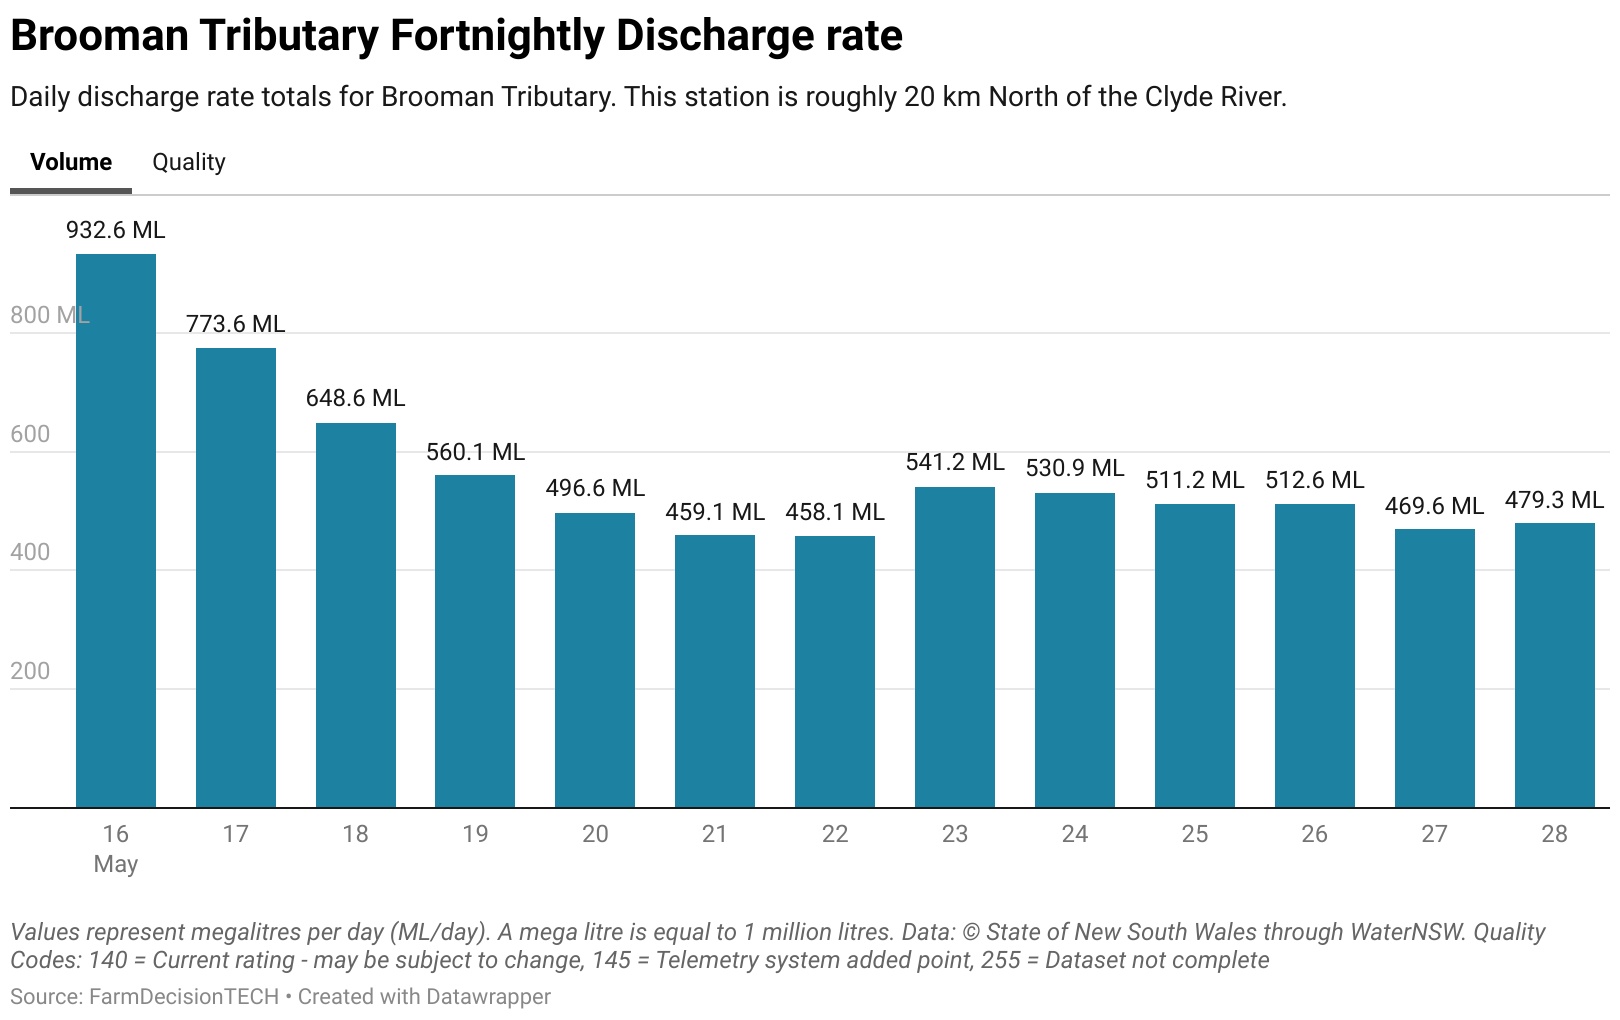 Brooman Tributary Fortnightly Discharge rate
Daily discharge rate totals for Brooman Tributary. This station is roughly 20 km North of the Clyde River.
Volume Quality
932.6 ML
800 ML
773.6 ML
648.6 ML
600
560.1 ML
496.6 ML
459.1 ML
458.1 ML
541.2 ML
530.9 ML
511.2 ML
512.6 ML
469.6 ML
479.3 ML
400
200
16 17 18 19 20 21 22 23 24 25 26 27 28
May
Values represent megalitres per day (ML/day). A mega litre is equal to 1 million litres. Data: © State of New South Wales through WaterNSW. Quality
Codes: 140 = Current rating - may be subject to change, 145 = Telemetry system added point, 255 = Dataset not complete
Source: FarmDecisionTECH • Created with Datawrapper